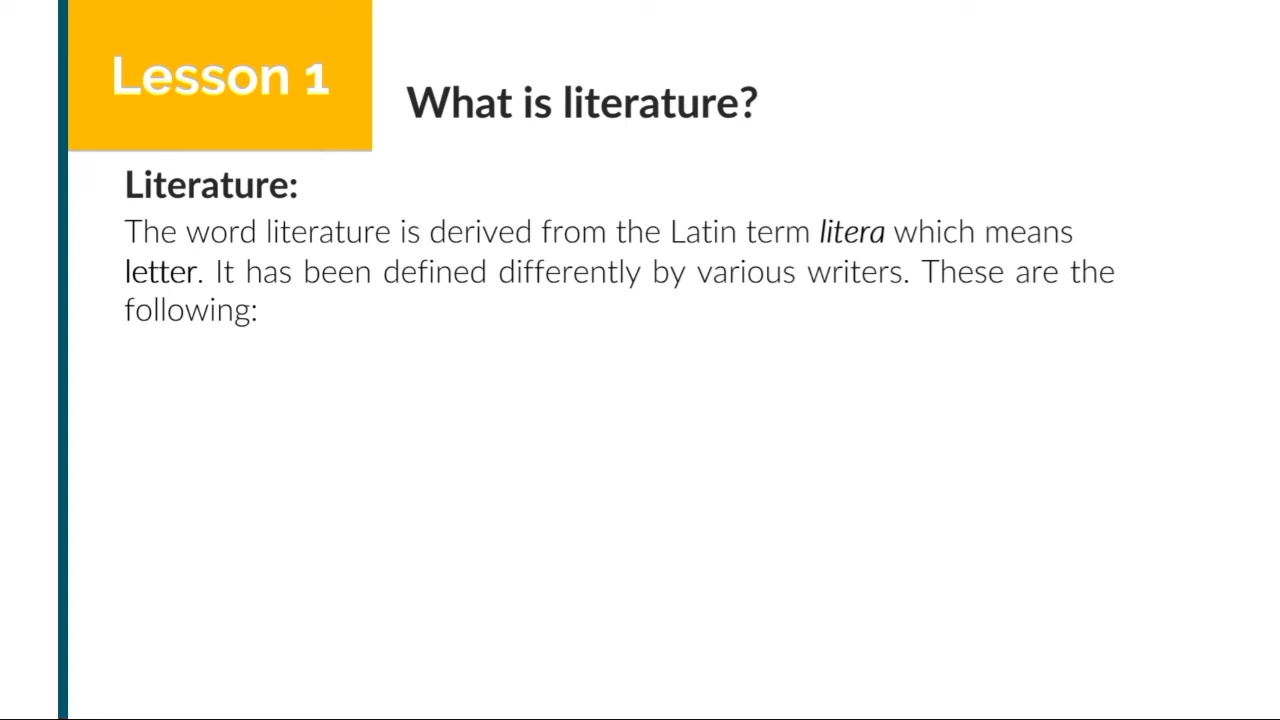 Lesson 1
What is literature?
Literature:
The word literature is derived from the Latin term litera which means
letter. It has been defined differently by various writers. These are the
following: